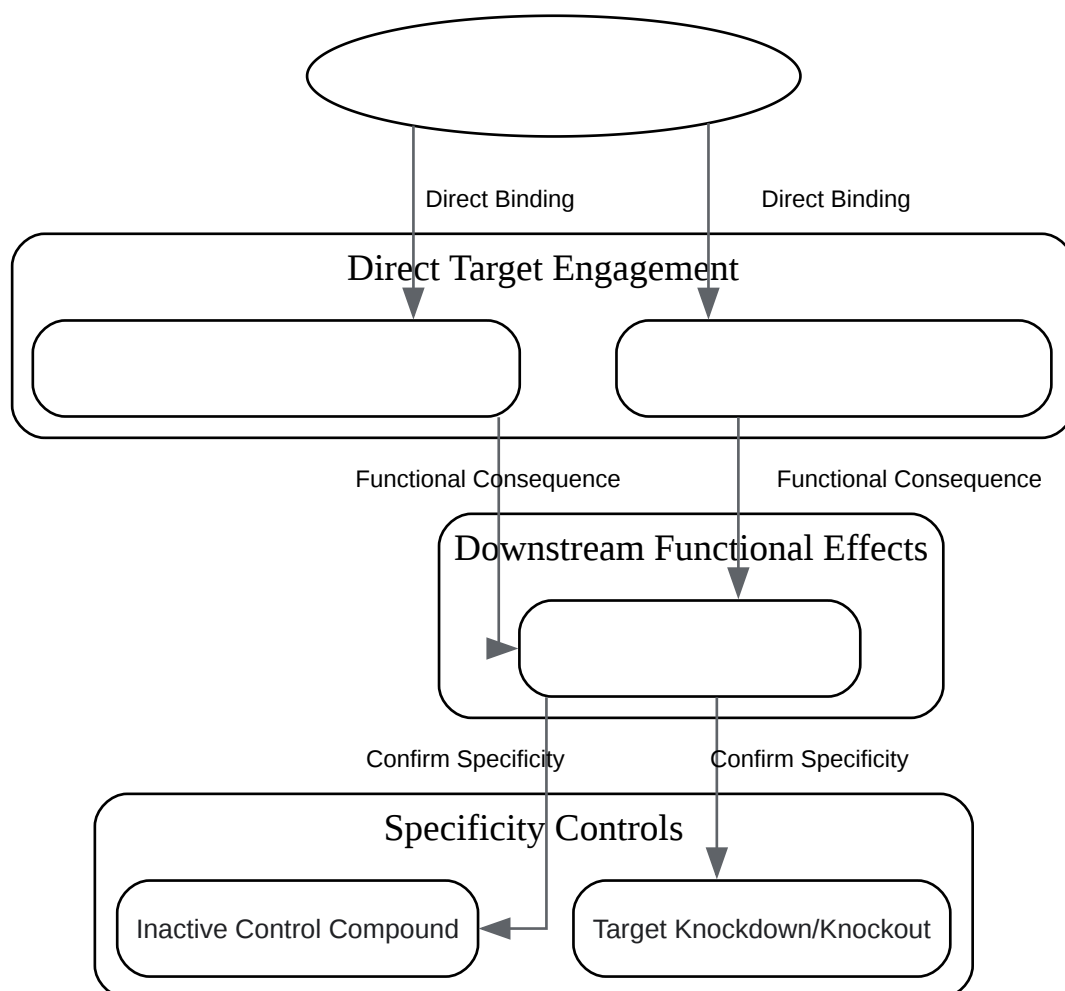 Direct Binding
Direct Binding
Direct Target Engagement
Functional Consequence
Functional Consequence
Downstream Functional Effects
Confirm Specificity
Confirm Specificity
Specificity Controls
Inactive Control Compound
Target Knockdown/Knockout